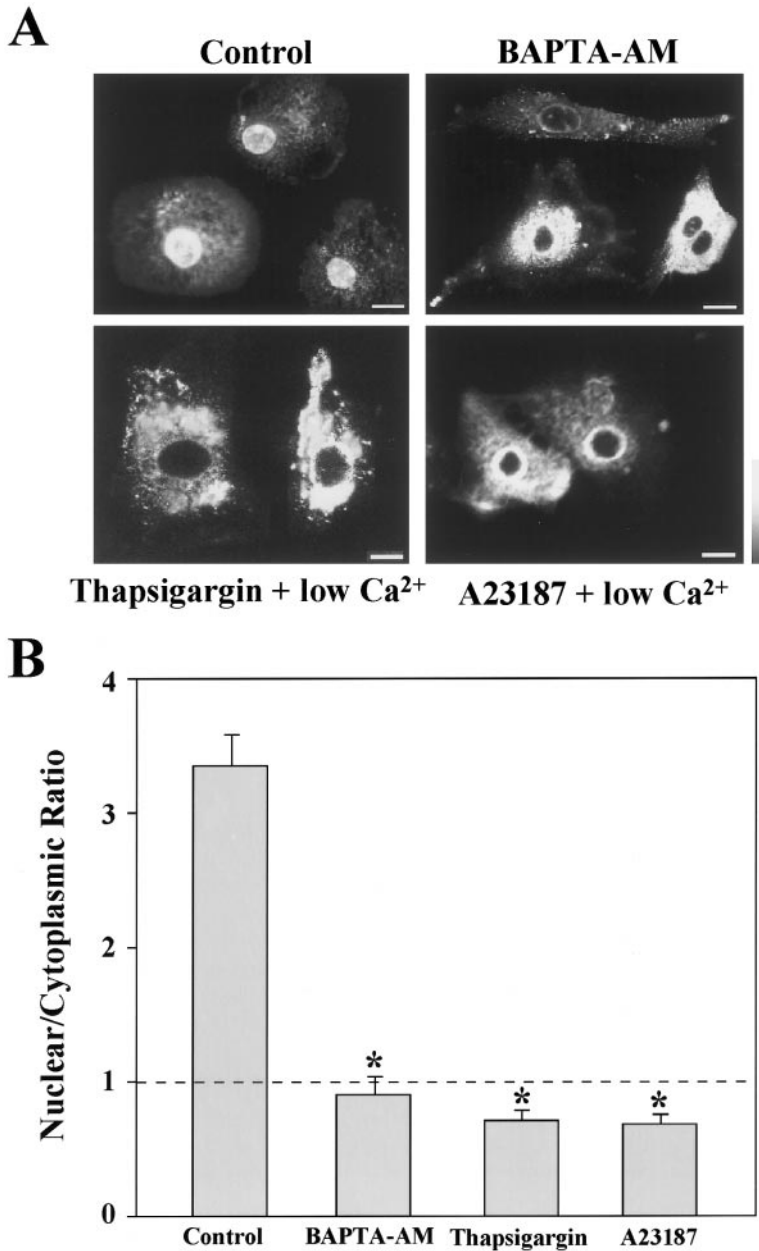 A
Control BAPTA-AM
Thapsigargin + low Ca²⁺ A23187 + low Ca²⁺
B
4
3
2
1
0
Nuclear/Cytoplasmic Ratio
* * *
Control BAPTA-AM Thapsigargin A23187